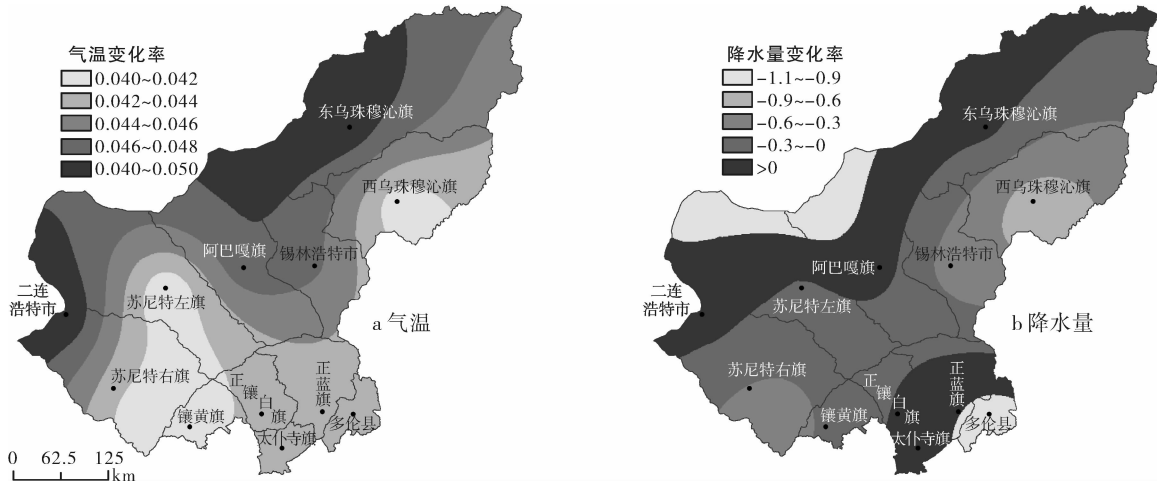 气温变化率
0.040~0.042
0.042~0.044
0.044~0.046
0.046~0.048
0.040~0.050
东乌珠穆沁旗
西乌珠穆沁旗
阿巴嘎旗
锡林浩特市
二连
浩特市
苏尼特左旗
a 气温
苏尼特右旗
镶黄旗
正镶白旗
正蓝旗
多伦县
太仆寺旗
0 62.5 125
km
降水量变化率
-1.1~-0.9
-0.9~-0.6
-0.6~-0.3
-0.3~-0
>0
东乌珠穆沁旗
西乌珠穆沁旗
阿巴嘎旗
锡林浩特市
二连
浩特市
苏尼特左旗
b 降水量
苏尼特右旗
镶黄旗
正镶白旗
正蓝旗
多伦县
太仆寺旗